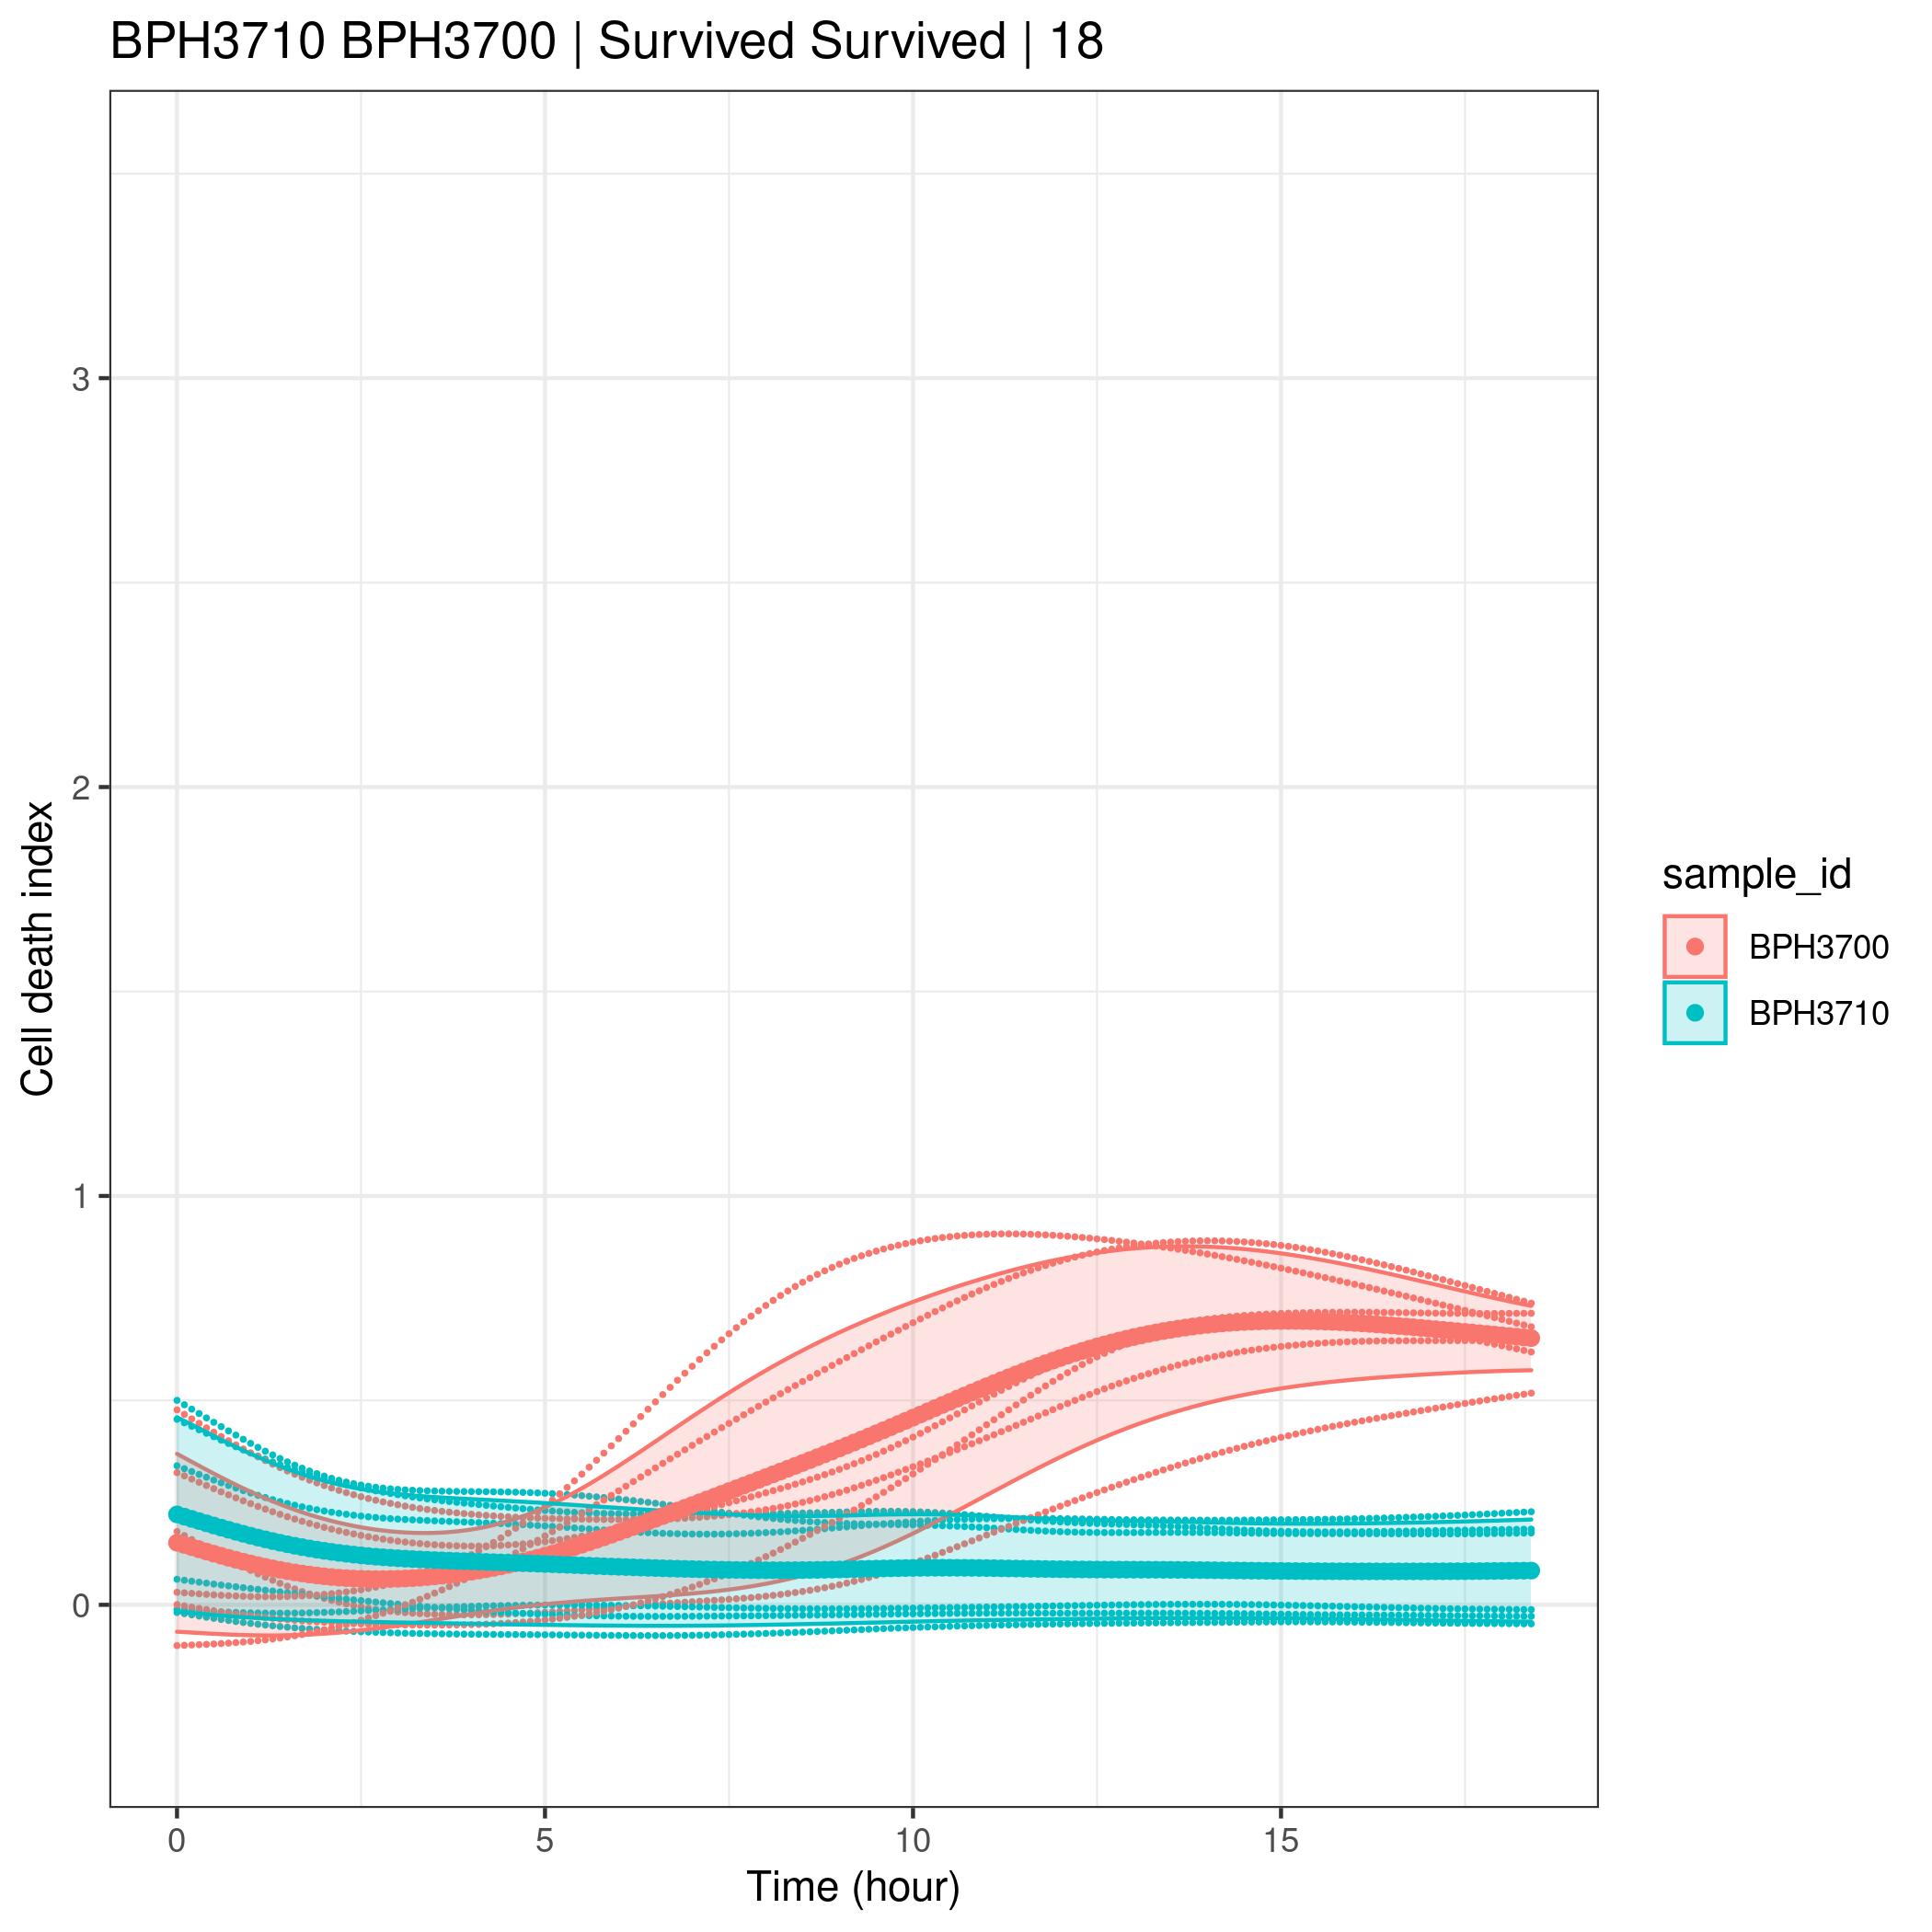 BPH3710 BPH3700 | Survived Survived | 18
Cell death index
3
2
1
0
0 5 10 15
Time (hour)
sample_id
BPH3700
BPH3710